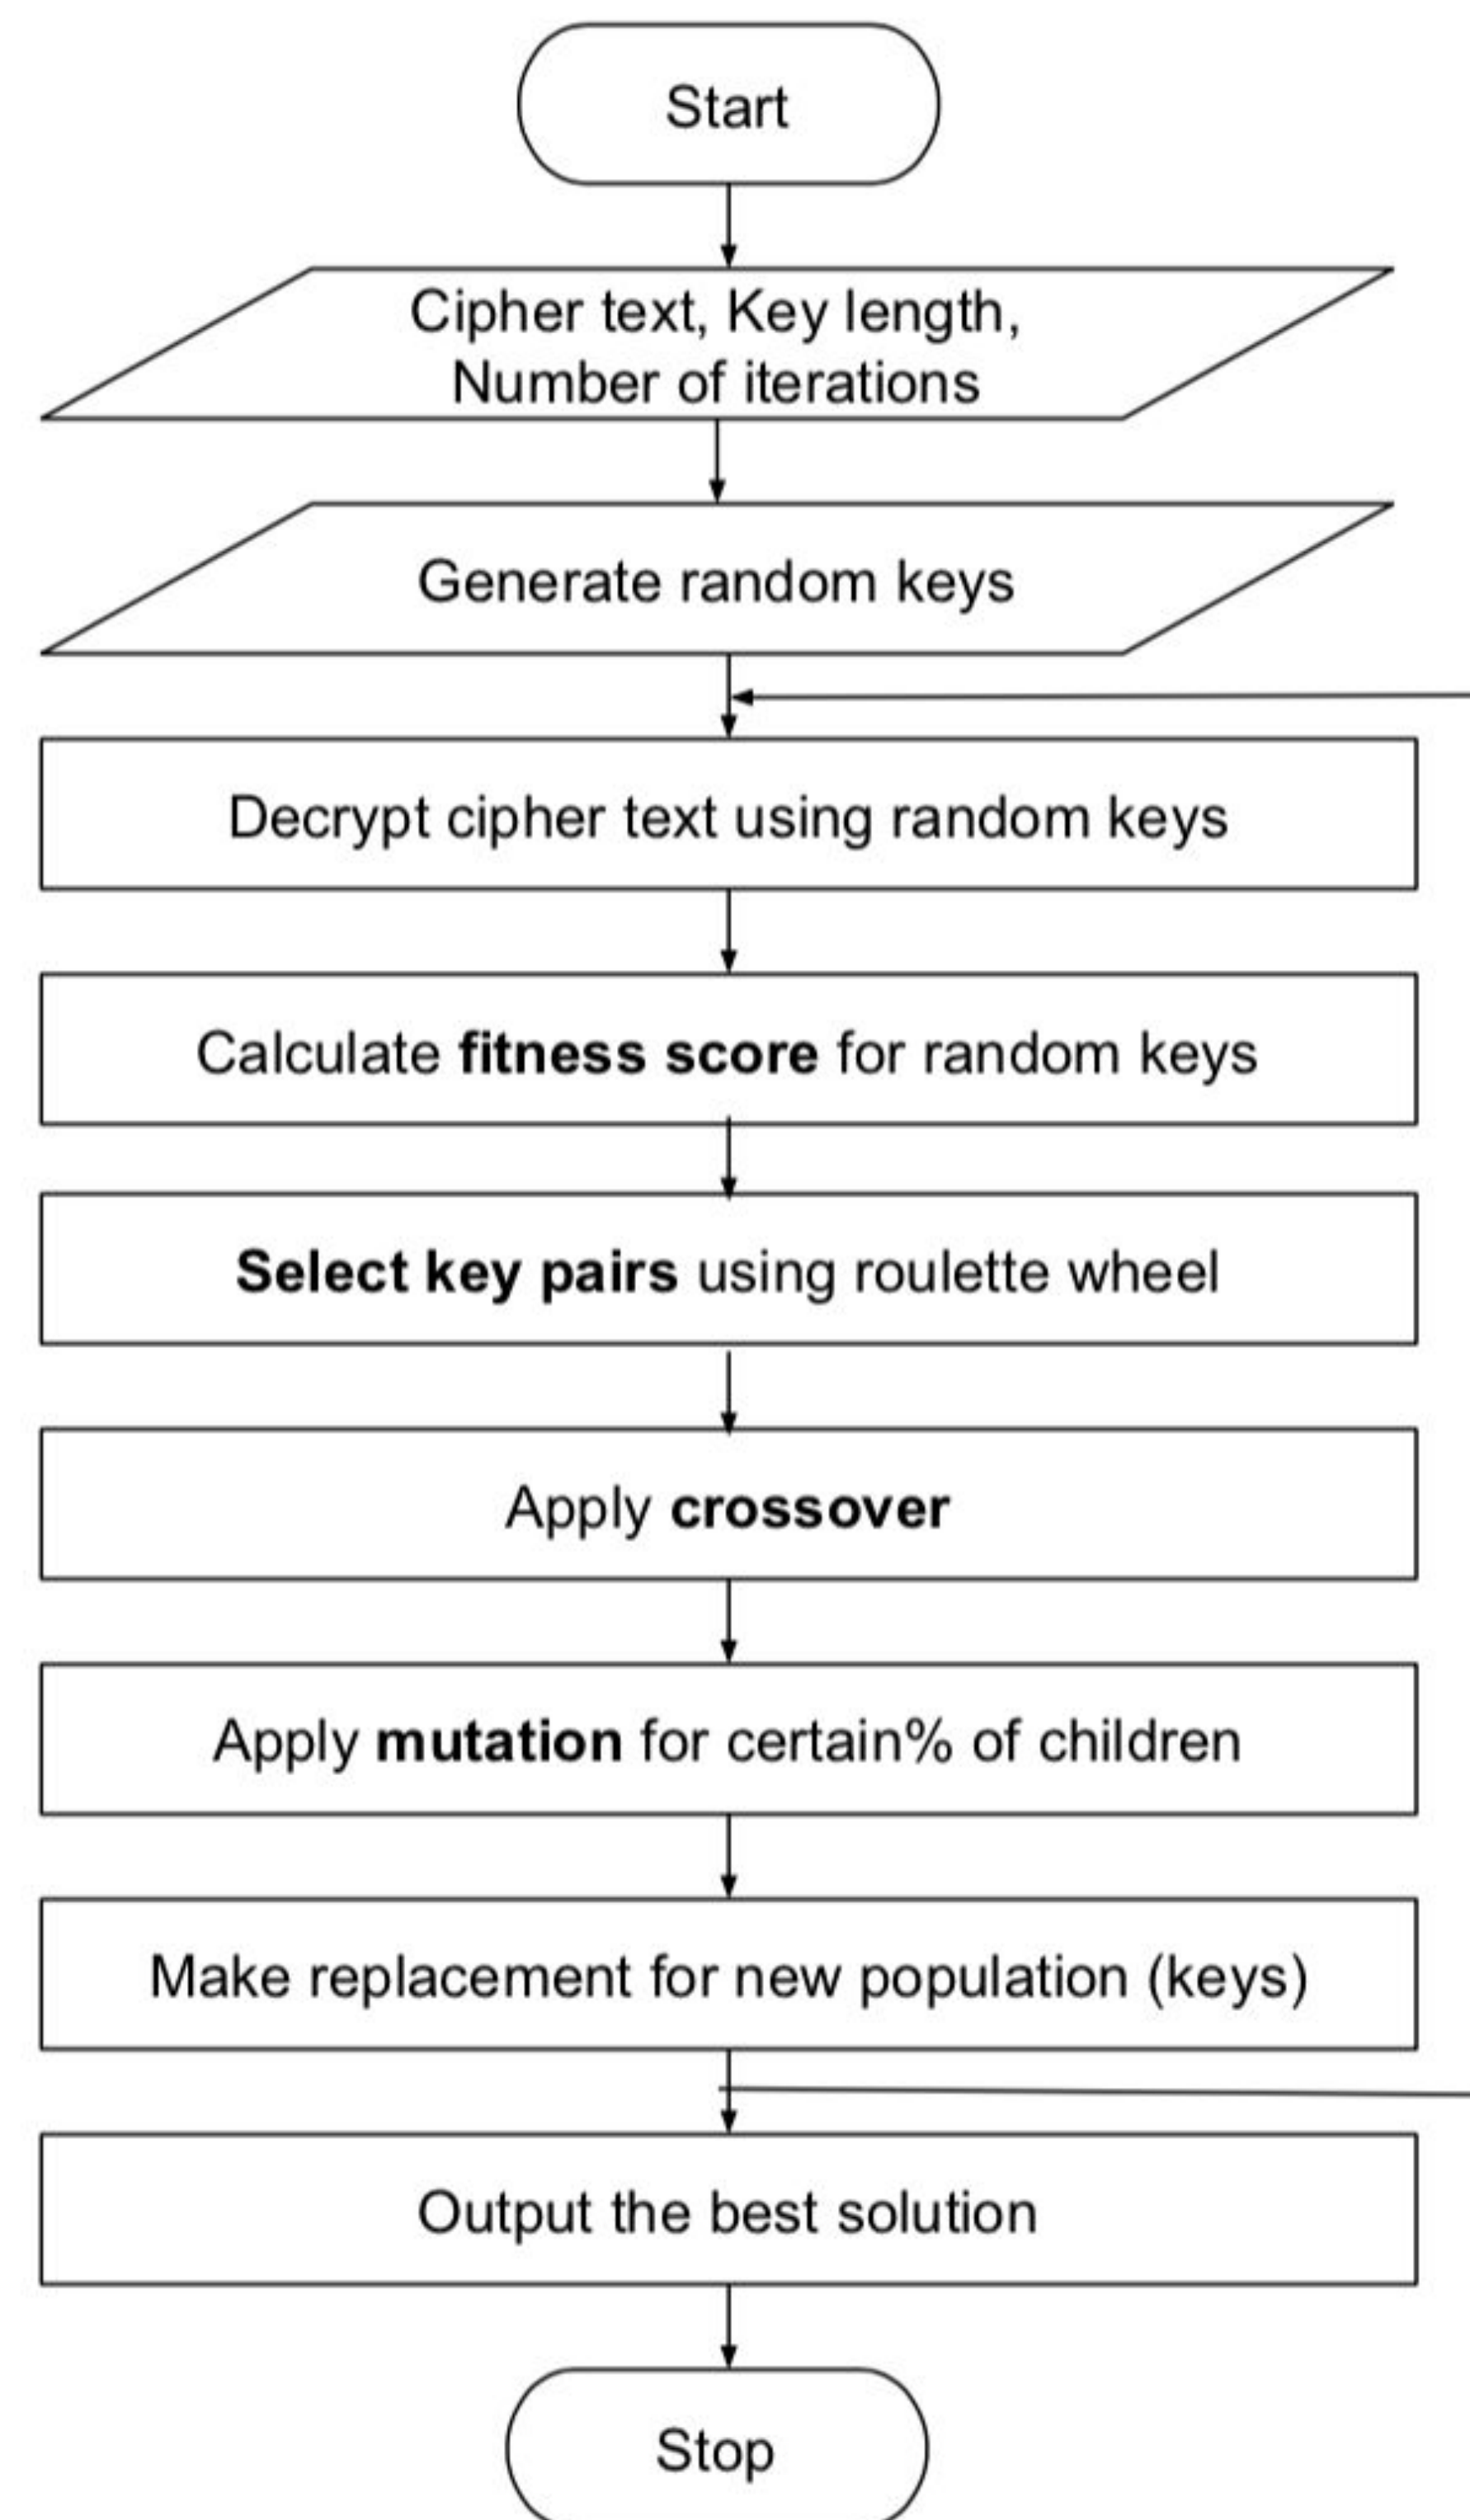 Start
Cipher text, Key length,
Number of iterations
Generate random keys
Decrypt cipher text using random keys
Calculate fitness score for random keys
Select key pairs using roulette wheel
Apply crossover
Apply mutation for certain% of children
Make replacement for new population (keys)
Output the best solution
Stop